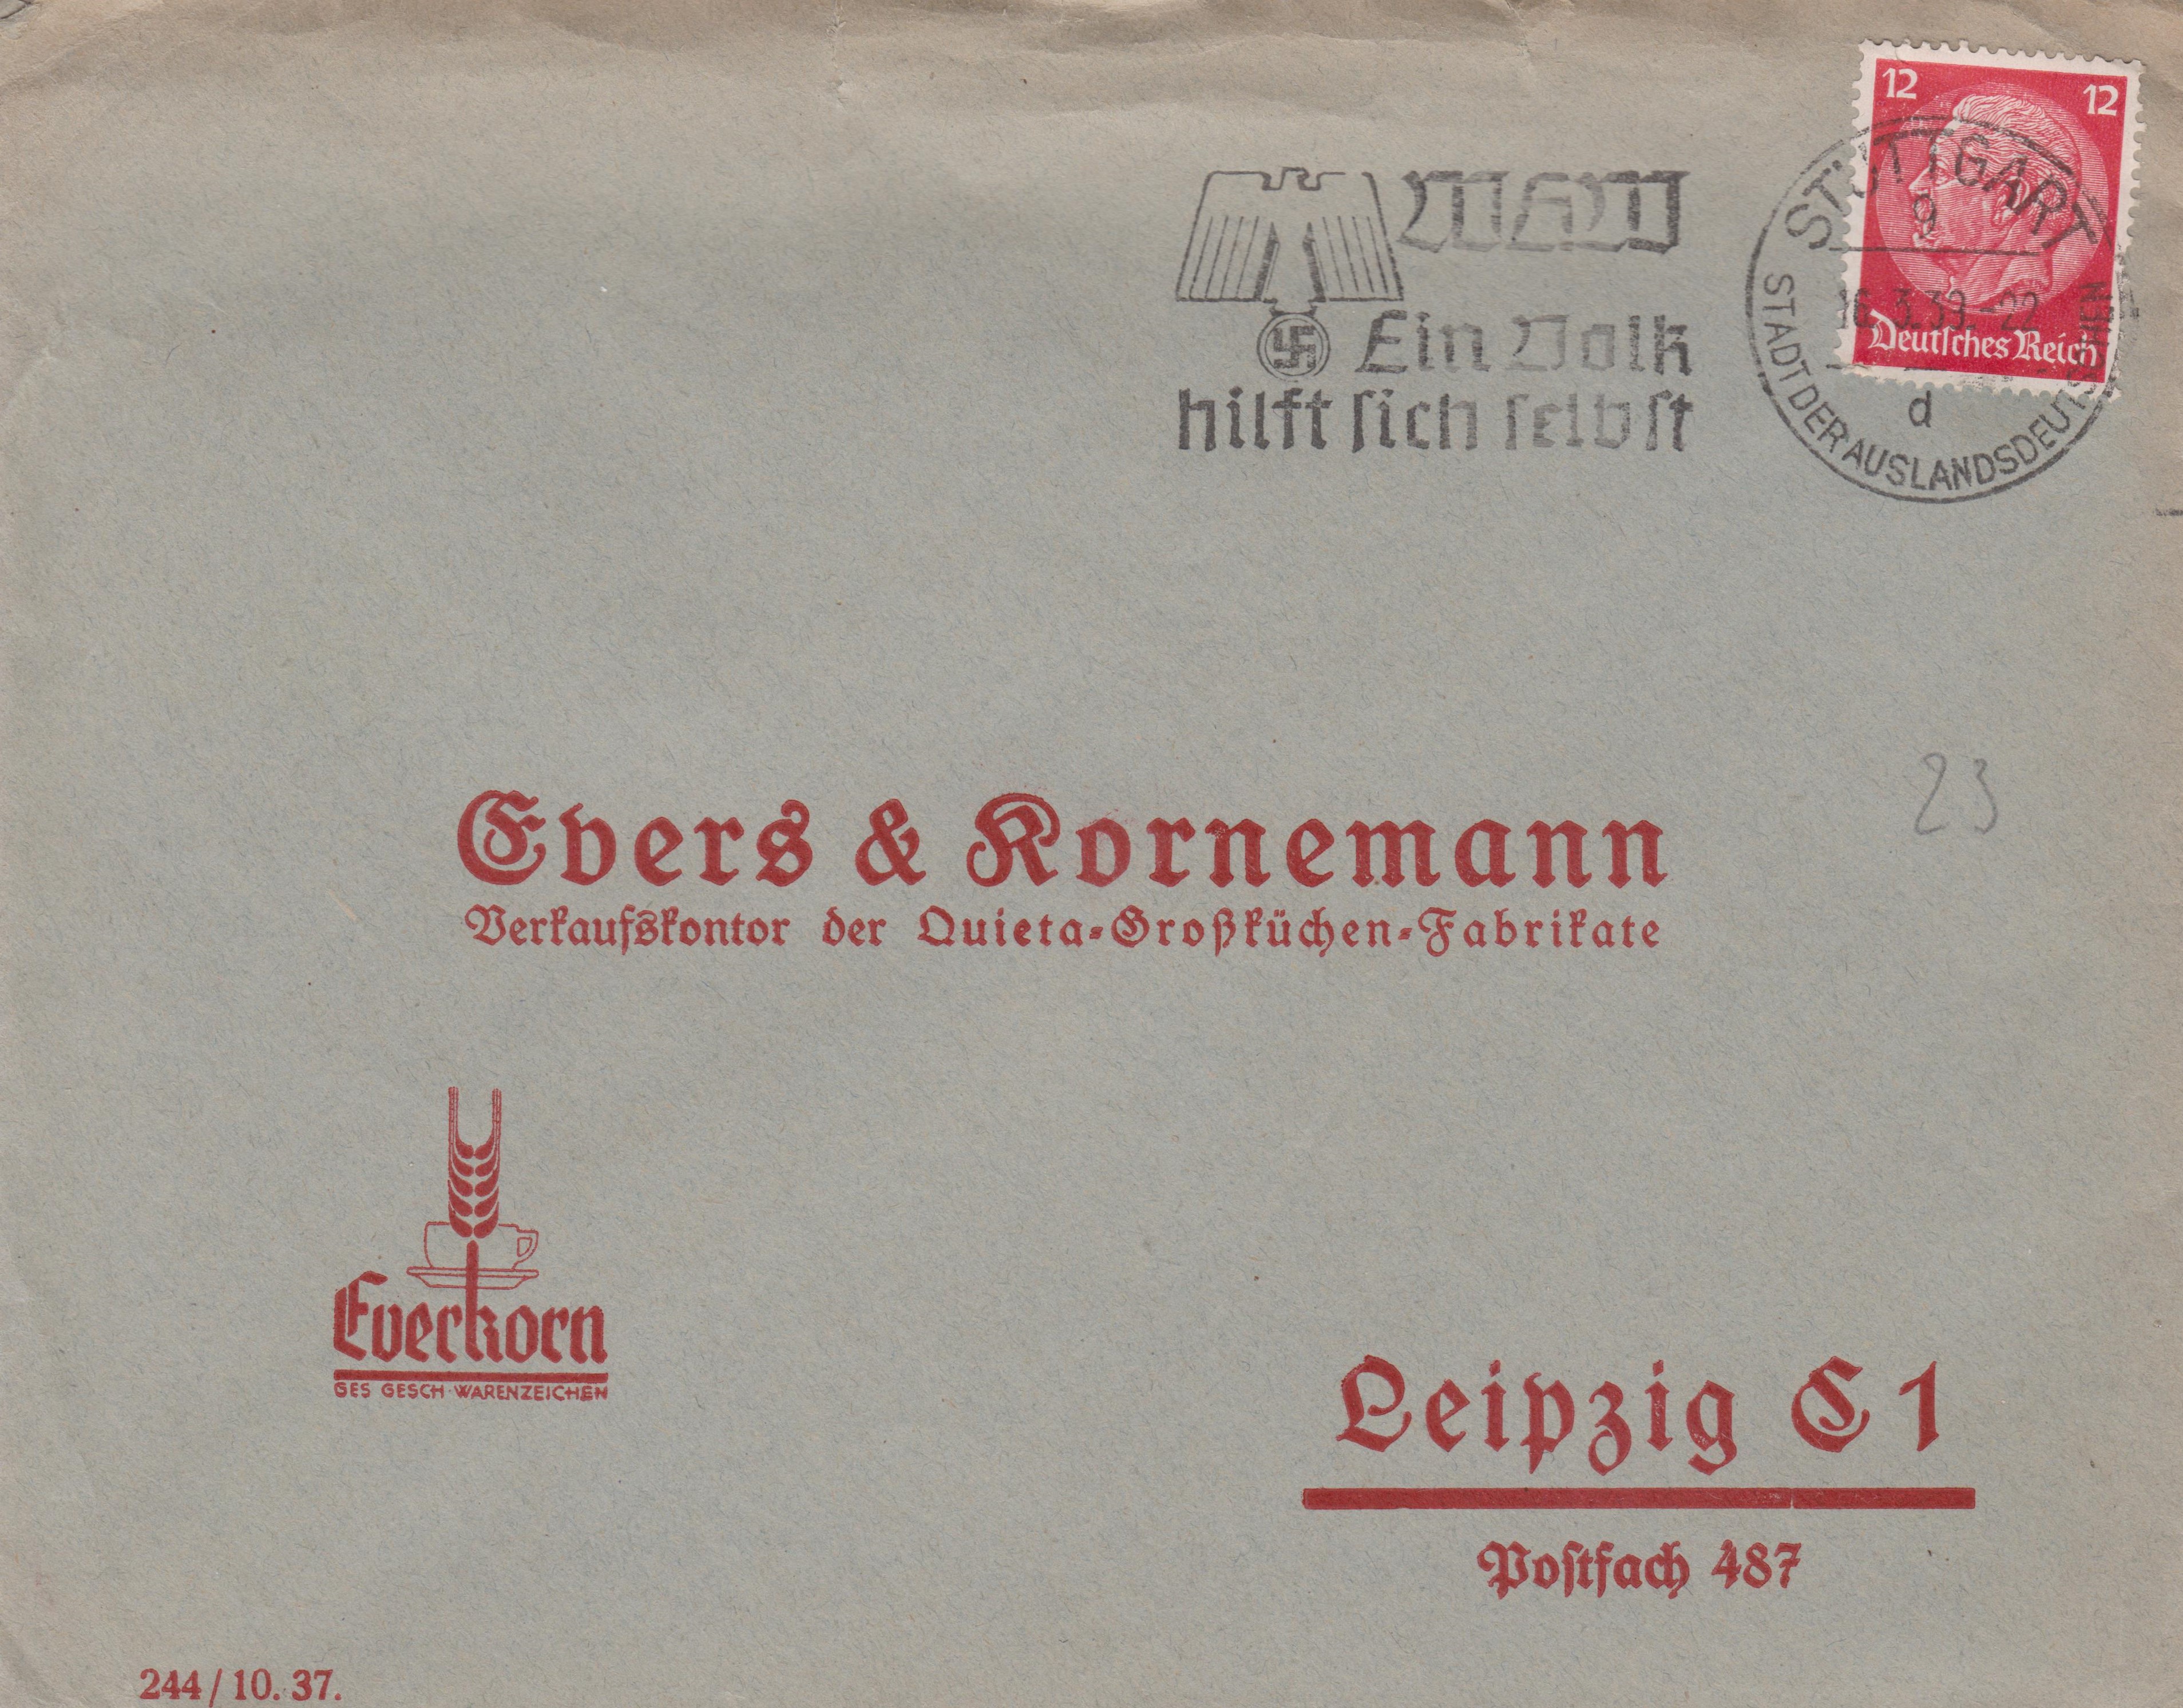 12 12
WHW
Ein Volk
hilft sich selbst
STUTTGART
9
16.3.39.-22
Deutsches Reich
d
STADT DER AUSLANDSDEUTSCHEN
23
Evers & Kornemann
Verkaufskontor der Quieta-Großküchen-Fabrikate
Everkorn
GES GESCH·WARENZEICHEN
Leipzig C 1
Postfach 487
244 / 10. 37.